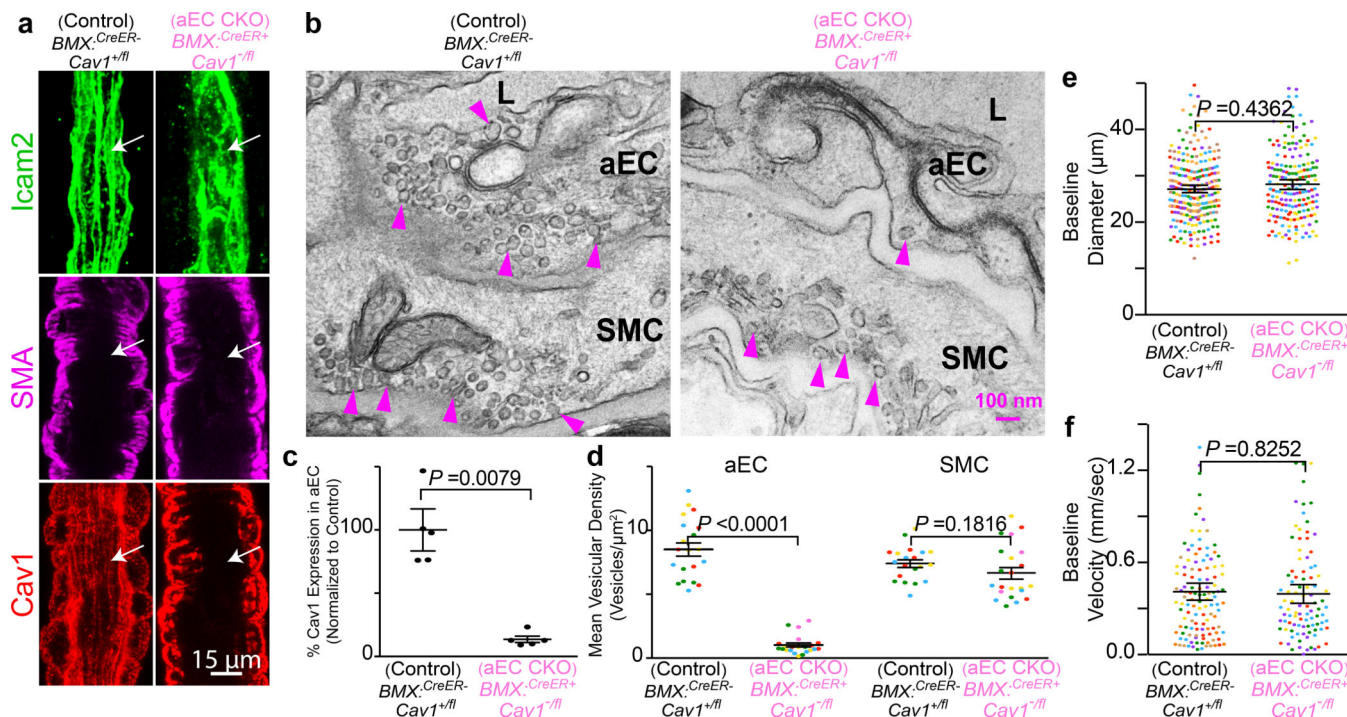 a
(Control)
BMX:CreER-
Cav1+/fl
(aEC CKO)
BMX:CreER+
Cav1-/fl
Icam2
SMA
Cav1
15 µm
b
(Control)
BMX:CreER-
Cav1+/fl
(aEC CKO)
BMX:CreER+
Cav1-/fl
L
aEC
SMC
L
aEC
SMC
100 nm
c
% Cav1 Expression in aEC
(Normalized to Control)
100
0
P =0.0079
(Control)
BMX:CreER-
Cav1+/fl
(aEC CKO)
BMX:CreER+
Cav1-/fl
d
Mean Vesicular Density
(Vesicles/µm2)
10
0
aEC
P <0.0001
SMC
P =0.1816
(Control)
BMX:CreER-
Cav1+/fl
(aEC CKO)
BMX:CreER+
Cav1-/fl
(Control)
BMX:CreER-
Cav1+/fl
(aEC CKO)
BMX:CreER+
Cav1-/fl
e
Baseline
Diameter (µm)
40
20
0
P =0.4362
(Control)
BMX:CreER-
Cav1+/fl
(aEC CKO)
BMX:CreER+
Cav1-/fl
f
Baseline
Velocity (mm/sec)
1.2
0.6
0
P =0.8252
(Control)
BMX:CreER-
Cav1+/fl
(aEC CKO)
BMX:CreER+
Cav1-/fl